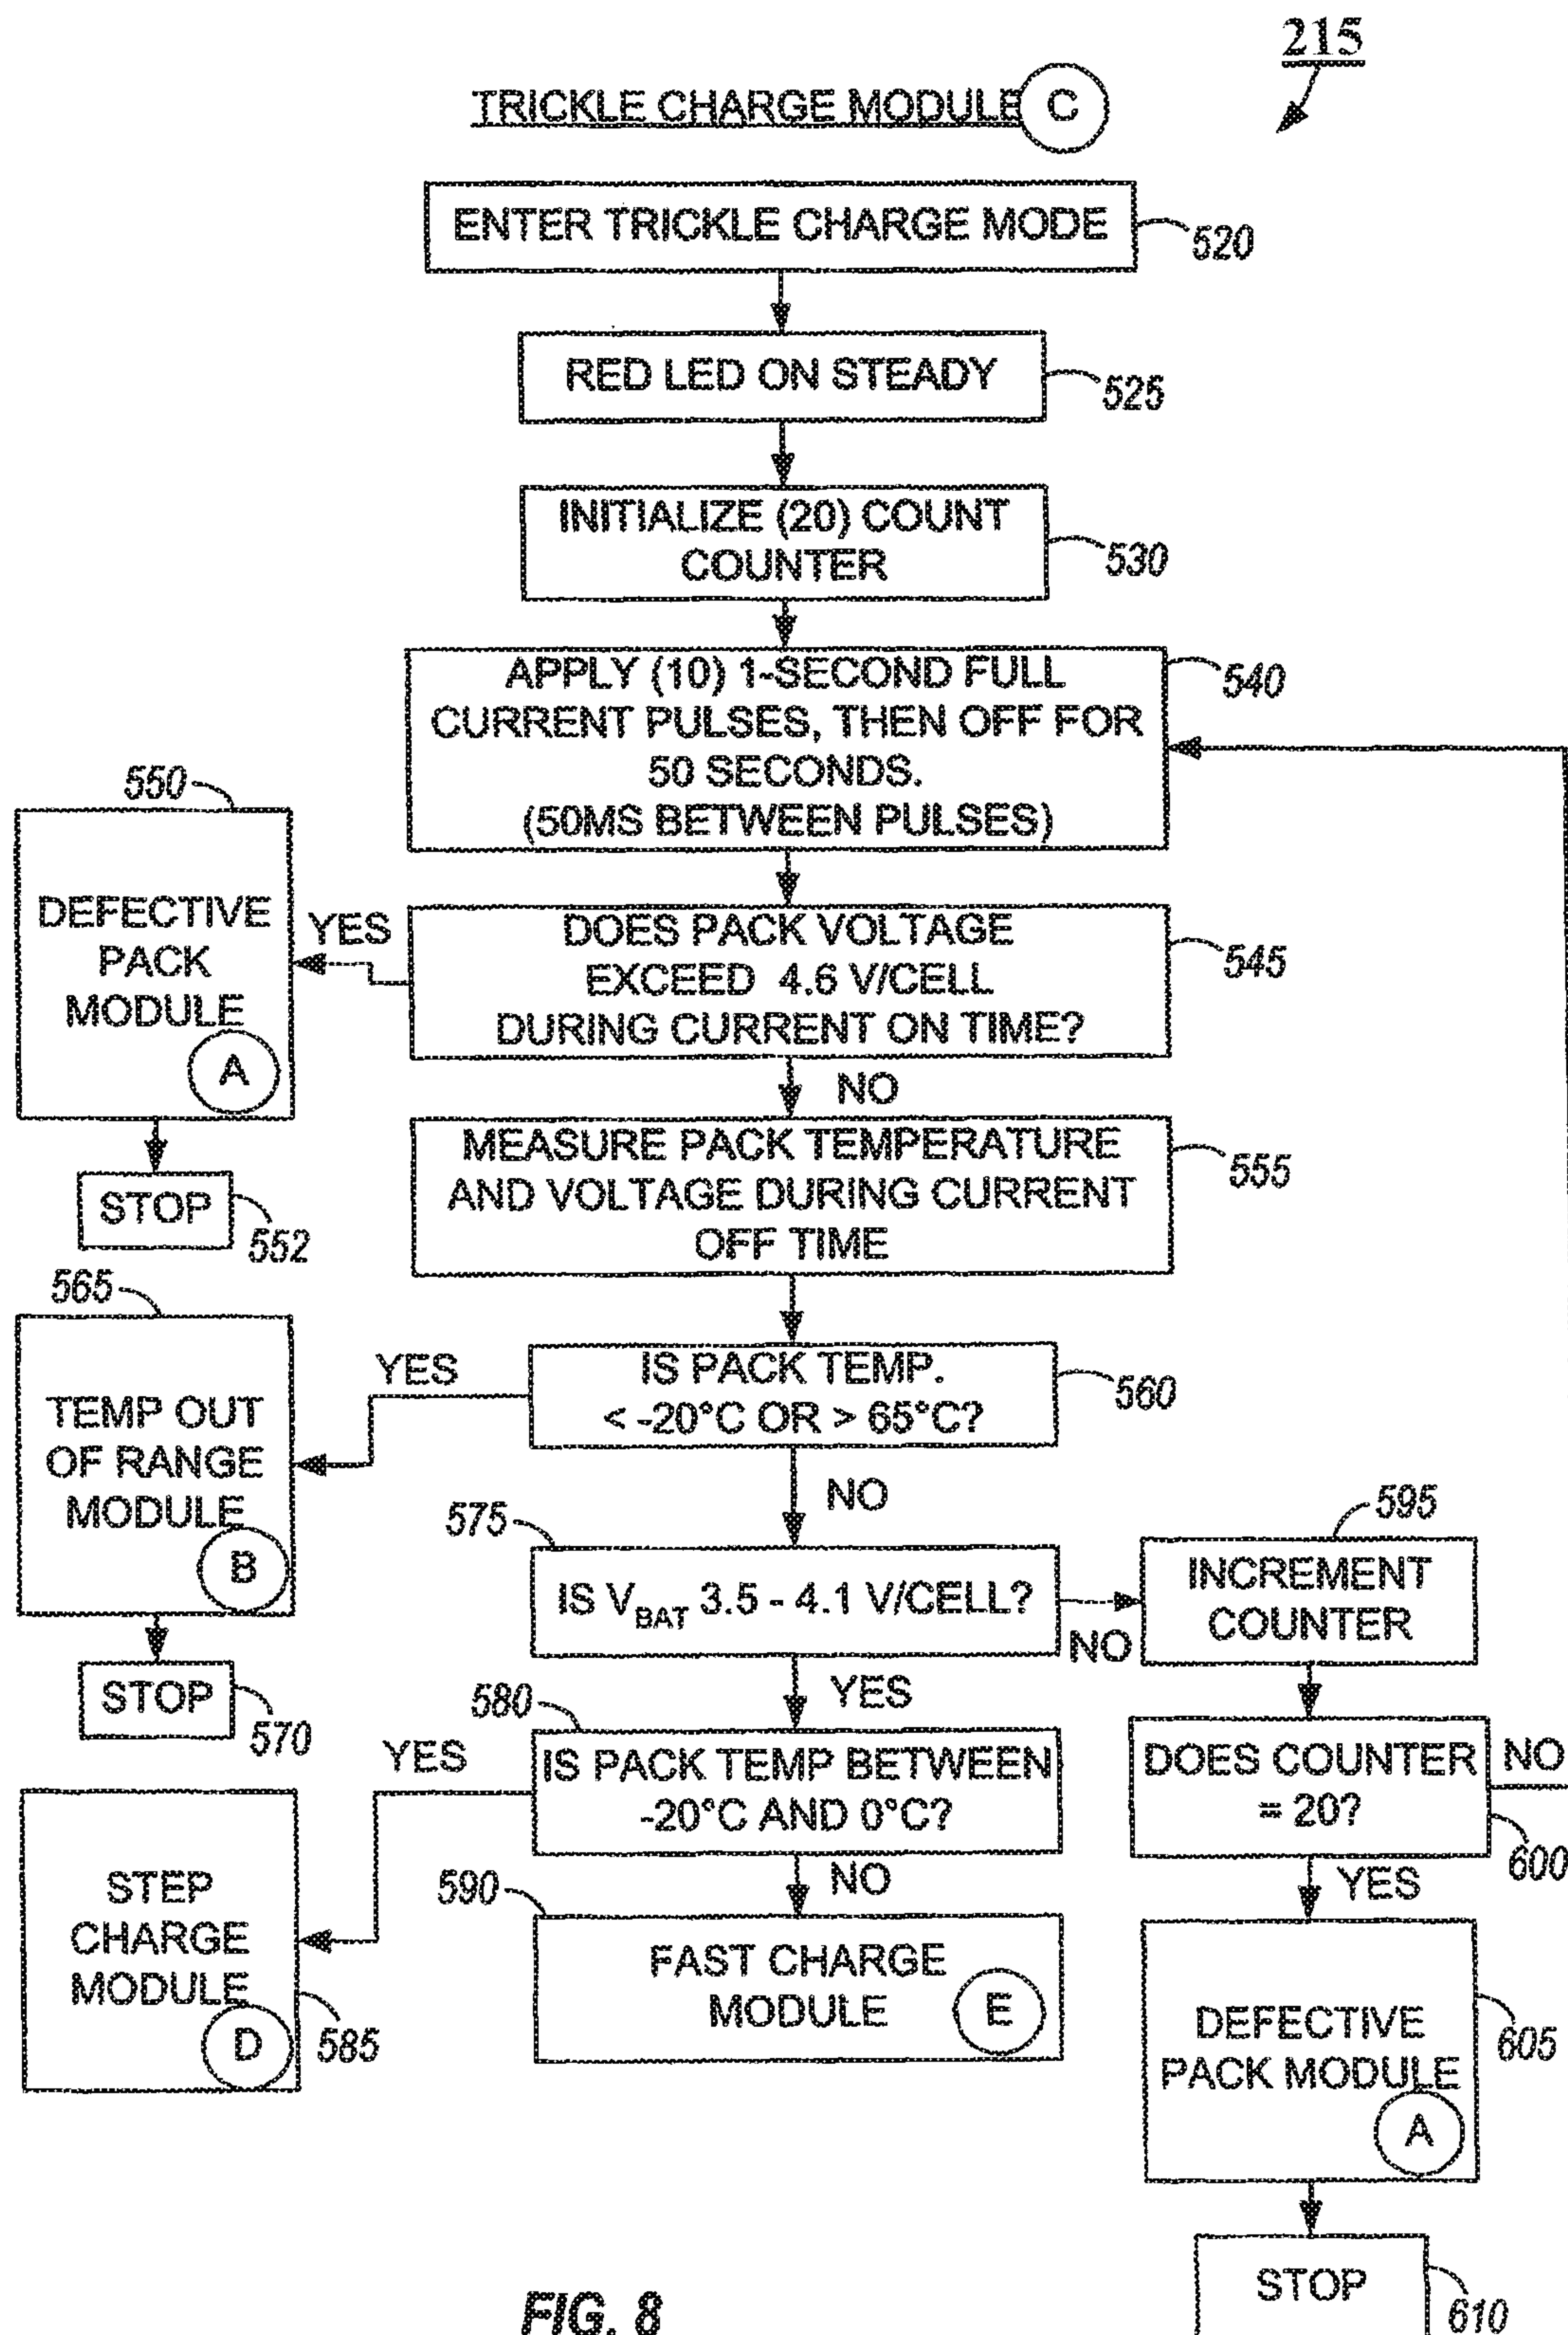 215
TRICKLE CHARGE MODULE C
ENTER TRICKLE CHARGE MODE
520
RED LED ON STEADY
525
INITIALIZE (20) COUNT
COUNTER
530
APPLY (10) 1-SECOND FULL
CURRENT PULSES, THEN OFF FOR
50 SECONDS.
(50MS BETWEEN PULSES)
540
550
DEFECTIVE
PACK
MODULE
A
YES
DOES PACK VOLTAGE
EXCEED 4.6 V/CELL
DURING CURRENT ON TIME?
545
NO
STOP
552
MEASURE PACK TEMPERATURE
AND VOLTAGE DURING CURRENT
OFF TIME
555
565
TEMP OUT
OF RANGE
MODULE
B
YES
IS PACK TEMP.
< -20°C OR > 65°C?
560
NO
STOP
570
575
IS VBAT 3.5 - 4.1 V/CELL?
NO
595
INCREMENT
COUNTER
YES
580
IS PACK TEMP BETWEEN
-20°C AND 0°C?
YES
DOES COUNTER
= 20?
NO
600
STEP
CHARGE
MODULE
D
585
NO
590
FAST CHARGE
MODULE
E
YES
DEFECTIVE
PACK MODULE
A
605
STOP
610
FIG. 8